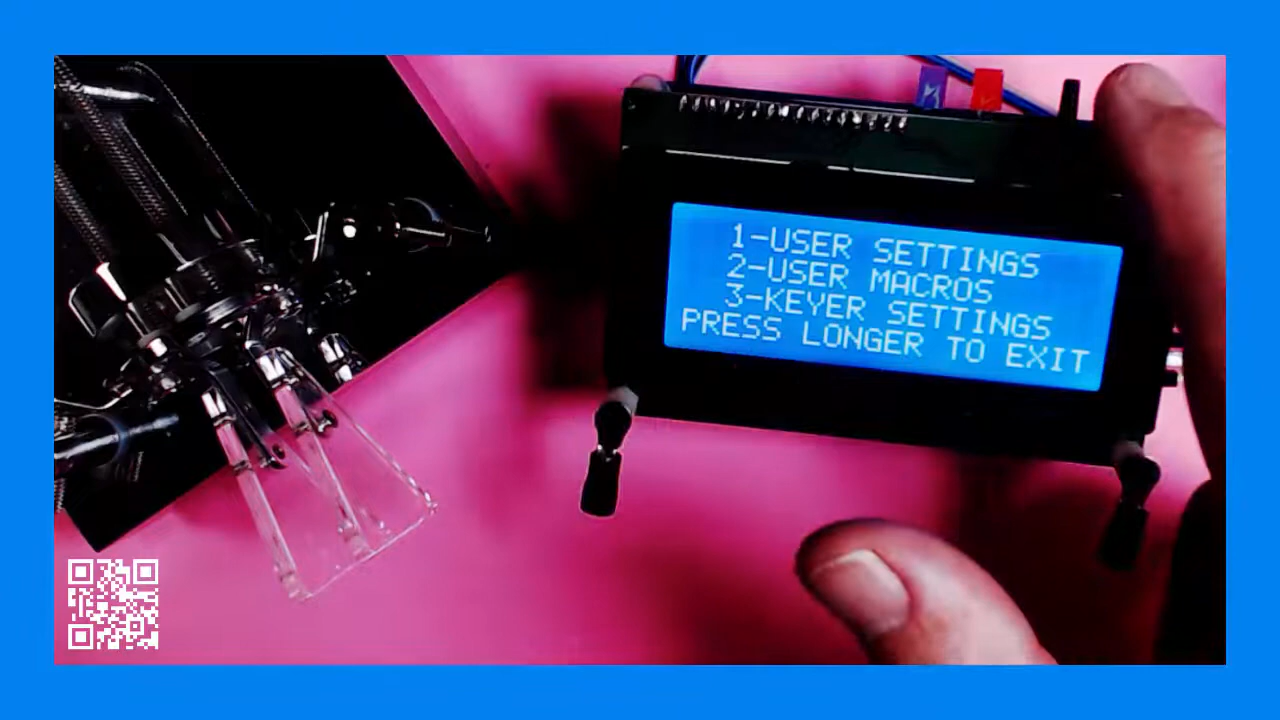 1-USER SETTINGS
2-USER MACROS
3-KEYER SETTINGS
PRESS LONGER TO EXIT